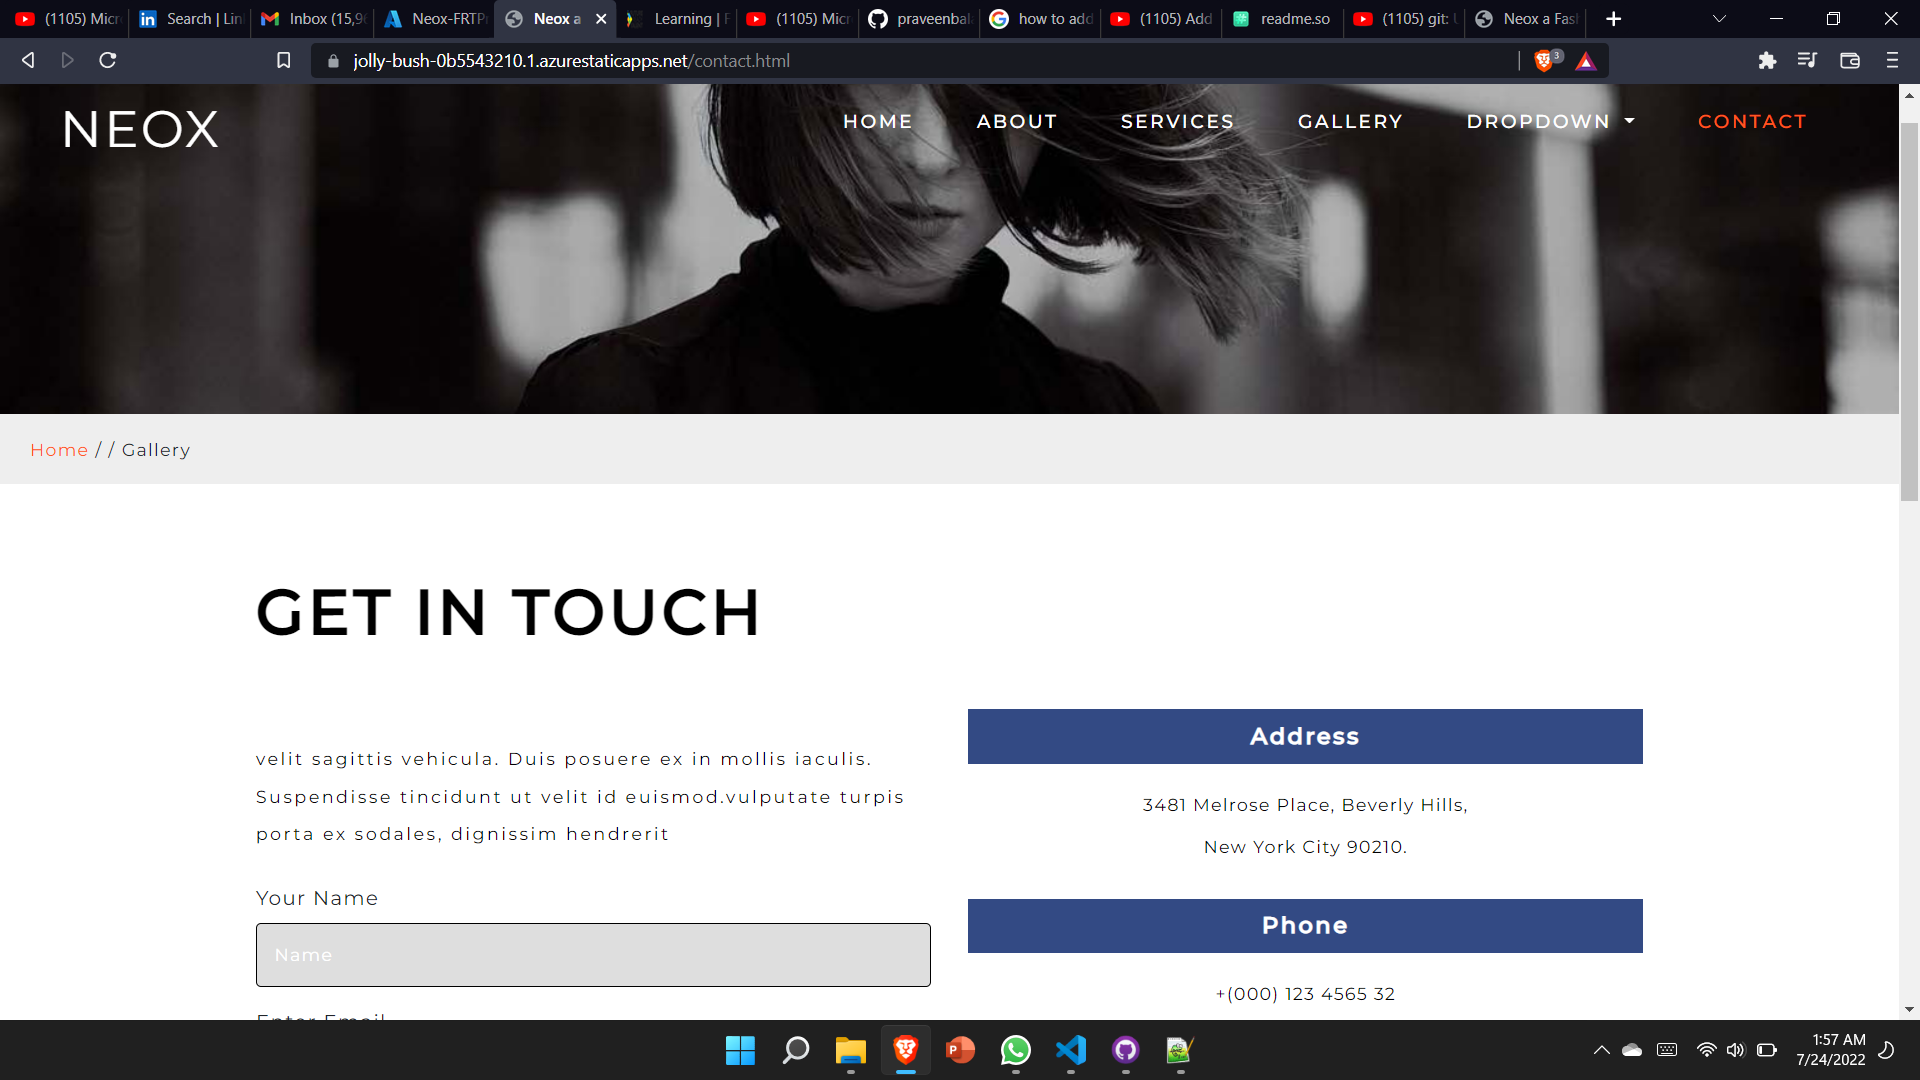 (1105) Micr
Search | Lin
Inbox (15,9
Neox-FRTP
Neox a
Learning | F
(1105) Micr
praveenbal
how to add
(1105) Add
readme.so
(1105) git:
Neox a Fas
jolly-bush-0b5543210.1.azurestaticapps.net/contact.html
3
NEOX
HOME
ABOUT
SERVICES
GALLERY
DROPDOWN
CONTACT
Home / / Gallery
GET IN TOUCH
velit sagittis vehicula. Duis posuere ex in mollis iaculis.
Suspendisse tincidunt ut velit id euismod.vulputate turpis
porta ex sodales, dignissim hendrerit
Your Name
Name
Enter Email
Address
3481 Melrose Place, Beverly Hills,
New York City 90210.
Phone
+(000) 123 4565 32
1:57 AM
7/24/2022